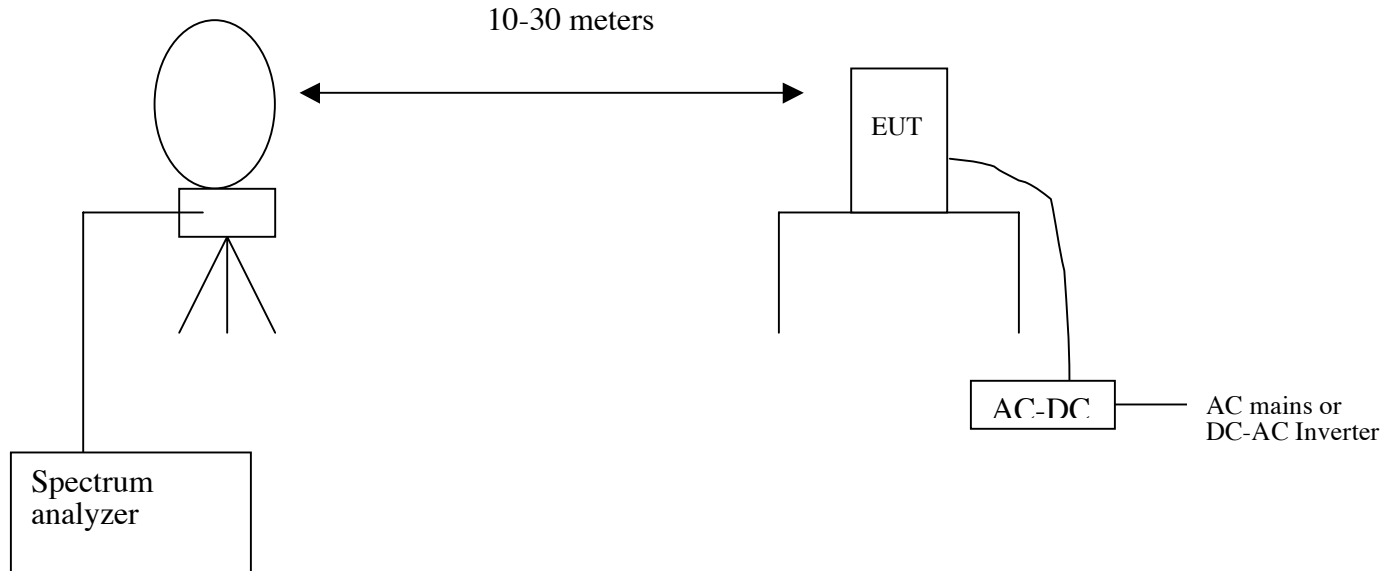 10-30 meters
EUT
AC-DC
AC mains or
DC-AC Inverter
Spectrum
analyzer